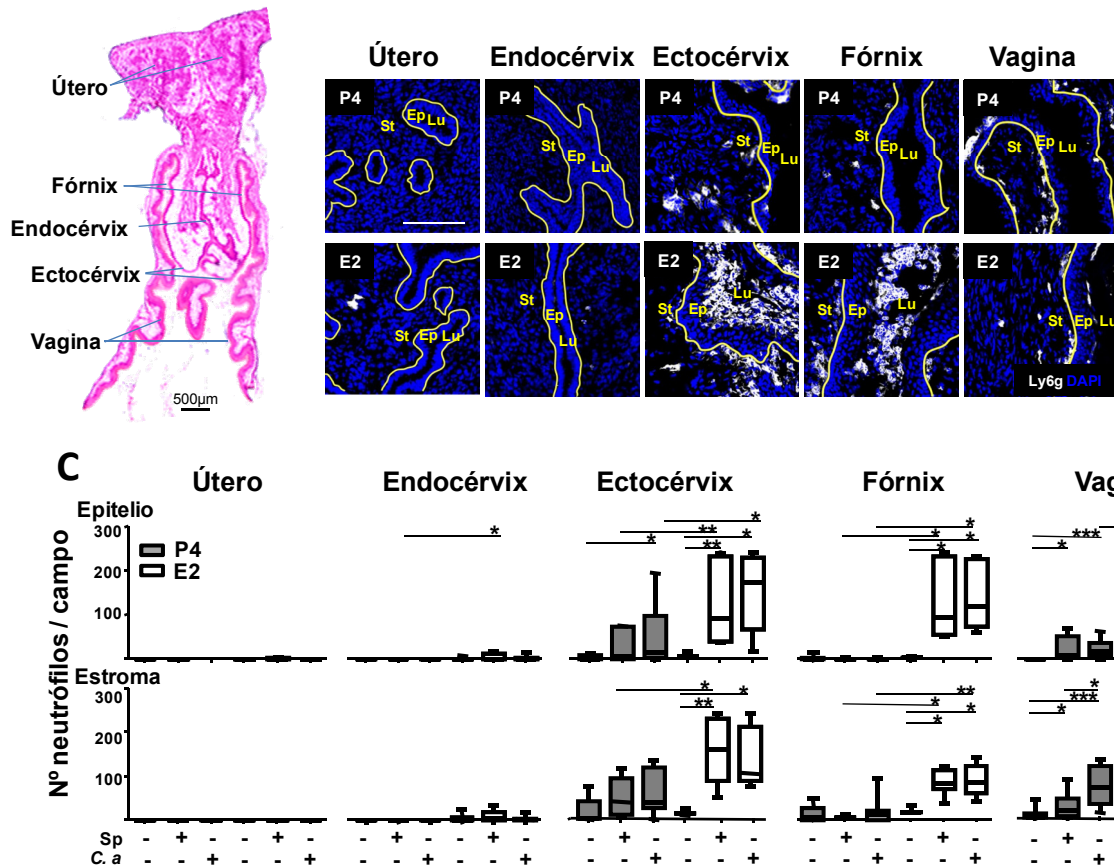 Útero
Fórnix
Endocérvix
Ectocérvix
Vagina
500µm
Útero Endocérvix Ectocérvix Fórnix Vagina
P4 P4 P4 P4 P4
St Ep Lu St Ep Lu St Ep Lu St Ep Lu St Ep Lu
E2 E2 E2 E2 E2
St Ep Lu St Ep Lu St Ep Lu St Ep Lu St Ep Lu
Ly6g DAPI
C
Útero Endocérvix Ectocérvix Fórnix Vag
Nº neutrófilos / campo
Epitelio
300
200
100
P4
E2
* * ** * * ** * * * * * * *** *
Estroma
300
200
100
* * ** ** * * * * *** *
Sp - + - - + - - + - - + - - + - - + - - + - - + - - + -
C. a - - + - - + - - + - - + - - + - - + - - + - - + - - +